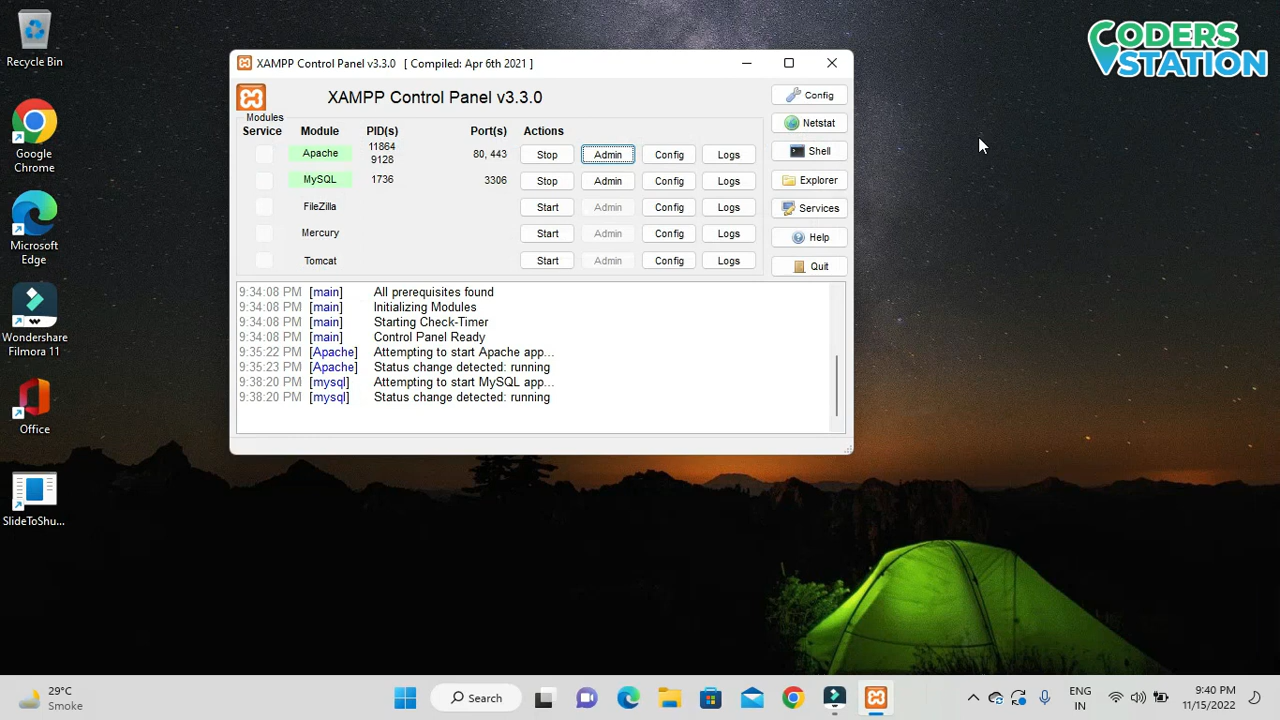 Recycle Bin
Google
Chrome
Microsoft
Edge
Wondershare
Filmora 11
Office
SlideToShu...
CODERS
STATION
XAMPP Control Panel v3.3.0 [ Compiled: Apr 6th 2021 ]
XAMPP Control Panel v3.3.0
Config
Modules
Service Module PID(s) Port(s) Actions
Netstat
Apache 11864 9128 80, 443 Stop Admin Config Logs
Shell
MySQL 1736 3306 Stop Admin Config Logs
Explorer
FileZilla Start Admin Config Logs
Services
Mercury Start Admin Config Logs
Help
Tomcat Start Admin Config Logs
Quit
9:34:08 PM [main] All prerequisites found
9:34:08 PM [main] Initializing Modules
9:34:08 PM [main] Starting Check-Timer
9:34:08 PM [main] Control Panel Ready
9:35:22 PM [Apache] Attempting to start Apache app...
9:35:23 PM [Apache] Status change detected: running
9:38:20 PM [mysql] Attempting to start MySQL app...
9:38:20 PM [mysql] Status change detected: running
29°C
Smoke
Search
ENG
IN
9:40 PM
11/15/2022